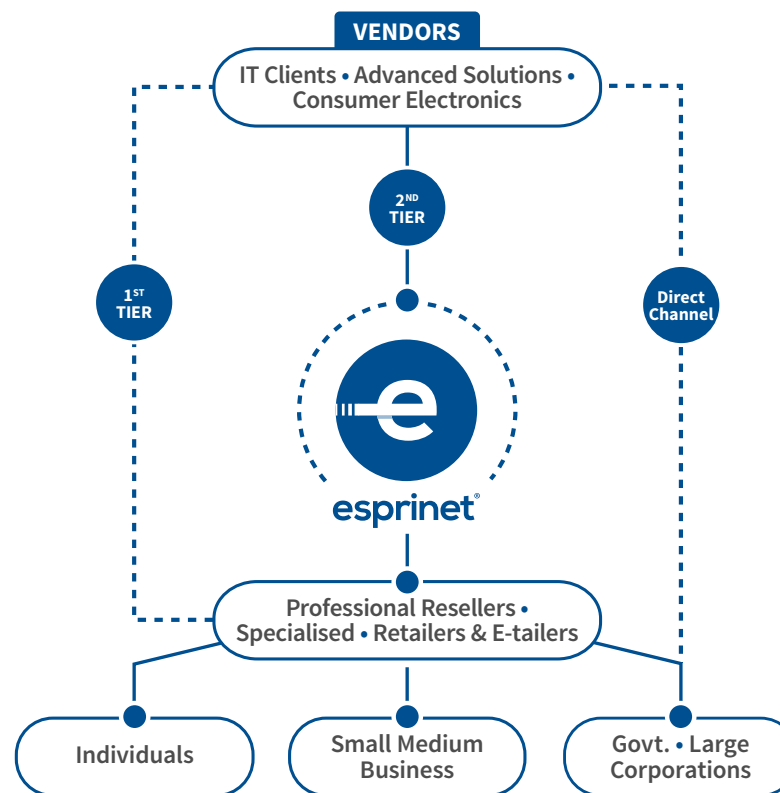 VENDORS
IT Clients • Advanced Solutions •
Consumer Electronics
2ND
TIER
1ST
TIER
Direct
Channel
e
esprinet®
Professional Resellers •
Specialised • Retailers & E-tailers
Individuals
Small Medium
Business
Govt. • Large
Corporations